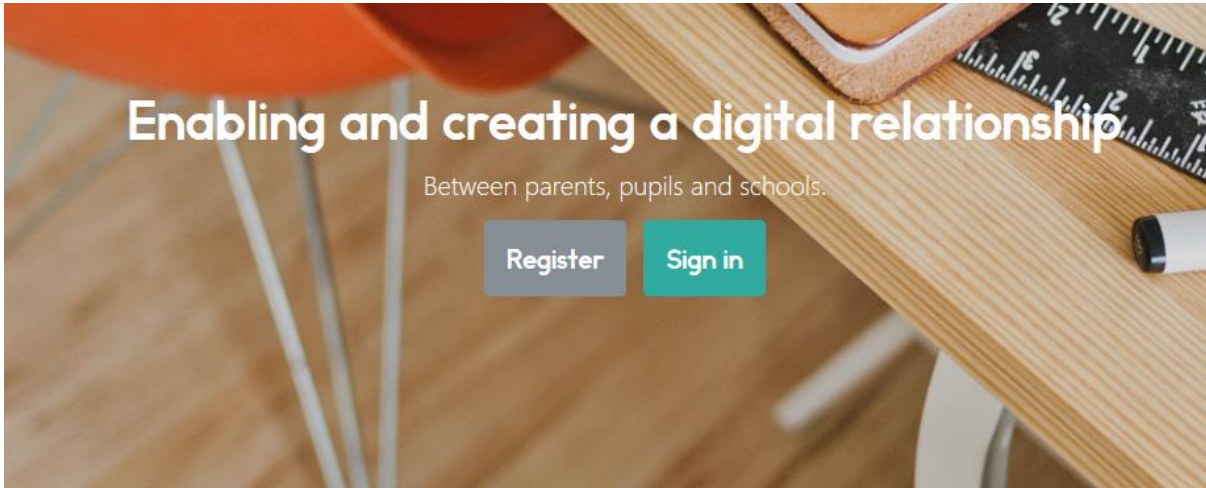 Enabling and creating a digital relationship
Between parents, pupils and schools.
Register
Sign in